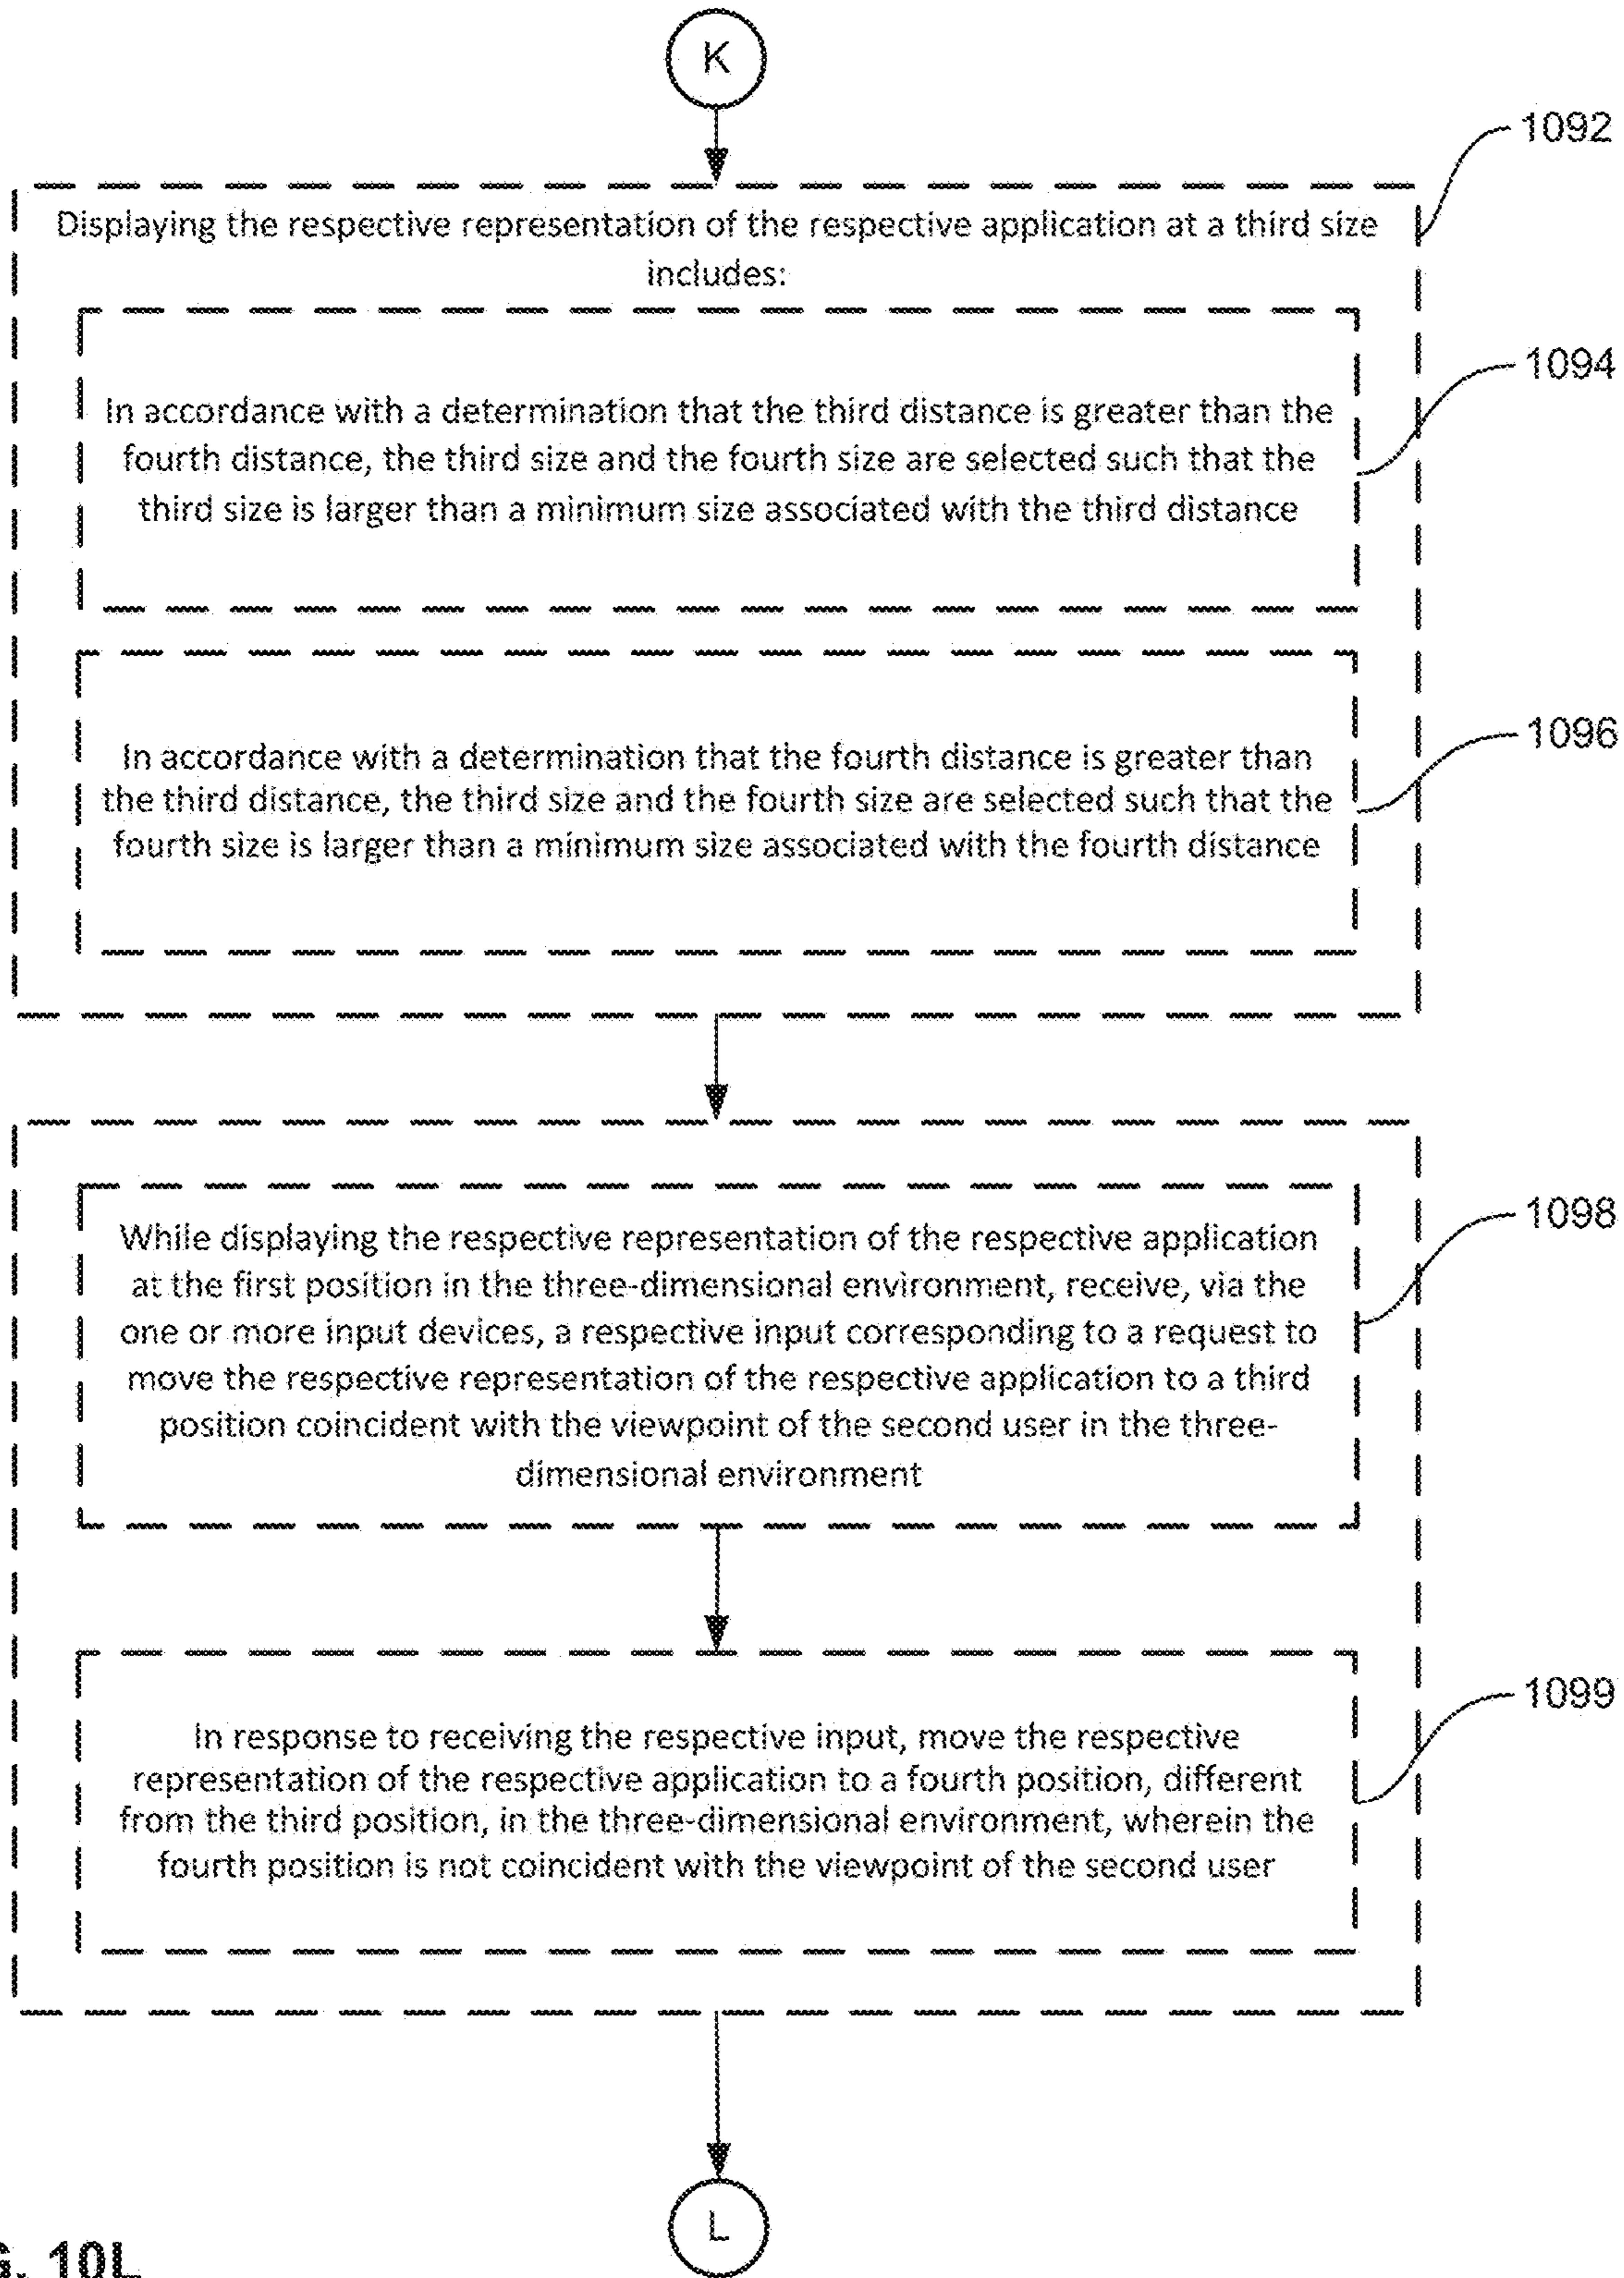 K
1092
Displaying the respective representation of the respective application at a third size
includes:
1094
In accordance with a determination that the third distance is greater than the
fourth distance, the third size and the fourth size are selected such that the
third size is larger than a minimum size associated with the third distance
1096
In accordance with a determination that the fourth distance is greater than
the third distance, the third size and the fourth size are selected such that the
fourth size is larger than a minimum size associated with the fourth distance
1098
While displaying the respective representation of the respective application
at the first position in the three-dimensional environment, receive, via the
one or more input devices, a respective input corresponding to a request to
move the respective representation of the respective application to a third
position coincident with the viewpoint of the second user in the three-
dimensional environment
1099
In response to receiving the respective input, move the respective
representation of the respective application to a fourth position, different
from the third position, in the three-dimensional environment, wherein the
fourth position is not coincident with the viewpoint of the second user
L
G. 10L